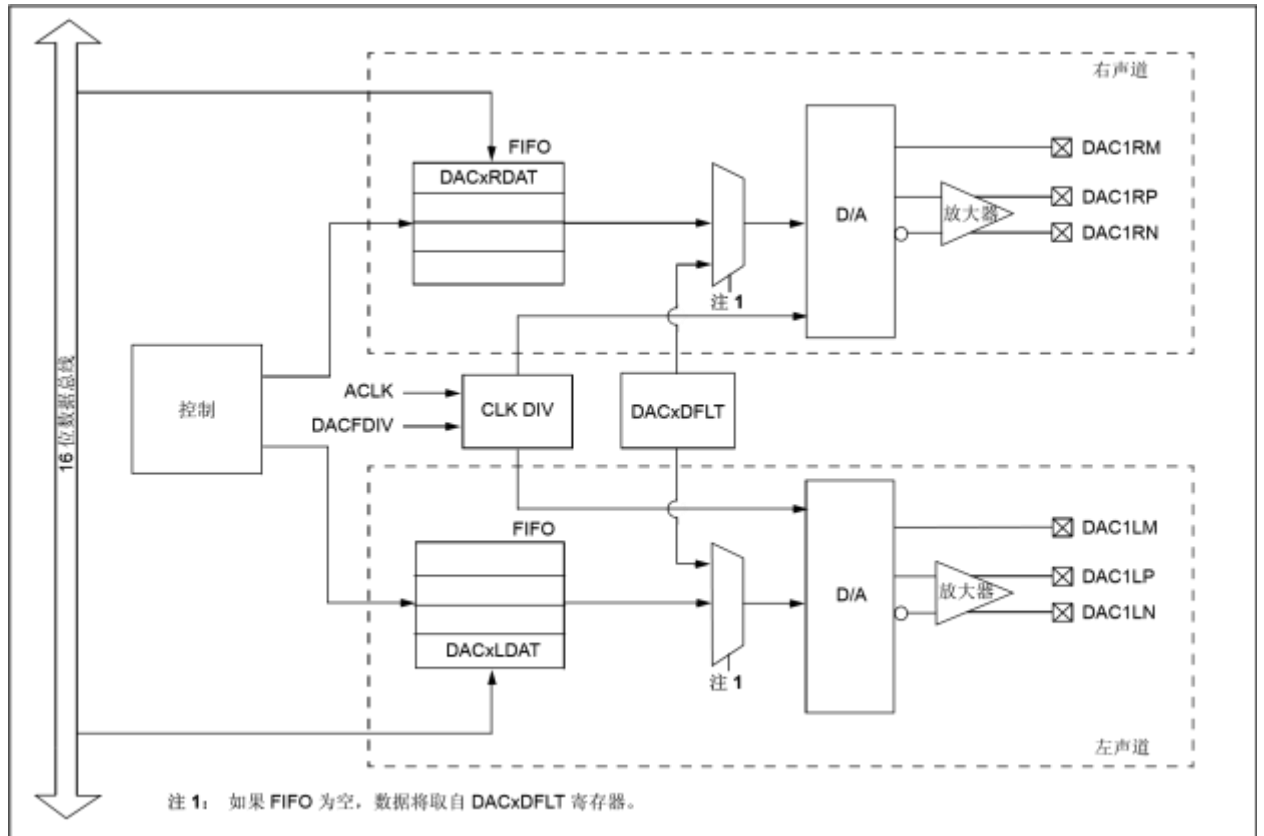 右声道
FIFO
DACxRDAT
DAC1RM
D/A
放大器
DAC1RP
DAC1RN
注 1
16 位数据总线
控制
ACLK
DACFDIV
CLK DIV
DACxDFLT
FIFO
DACxLDAT
DAC1LM
D/A
放大器
DAC1LP
DAC1LN
注 1
左声道
注 1: 如果 FIFO 为空，数据将取自 DACxDFLT 寄存器。